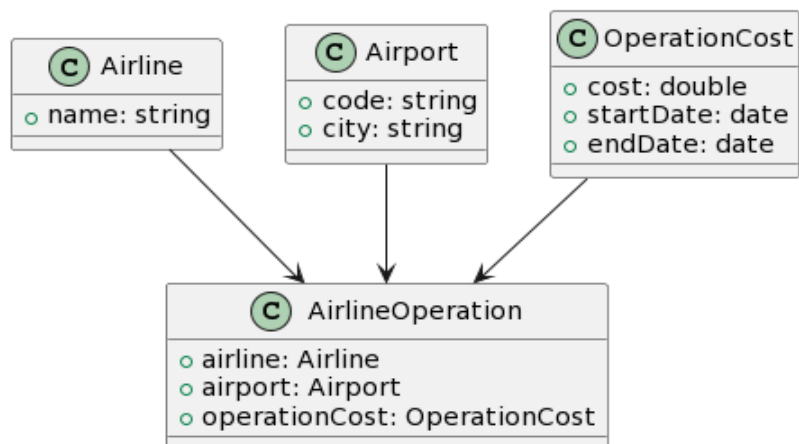 C Airline
name: string
C Airport
code: string
city: string
C OperationCost
cost: double
startDate: date
endDate: date
C AirlineOperation
airline: Airline
airport: Airport
operationCost: OperationCost